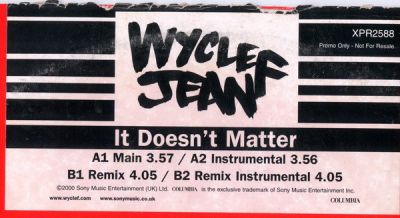 WYCLEF
JEAN
XPR2588
Promo Only - Not For Resale.
It Doesn't Matter
A1 Main 3.57 / A2 Instrumental 3.56
B1 Remix 4.05 / B2 Remix Instrumental 4.05
©2000 Sony Music Entertainment (UK) Ltd. COLUMBIA is the exclusive trademark of Sony Music Entertainment Inc.
www.wyclef.com www.sonymusic.co.uk COLUMBIA